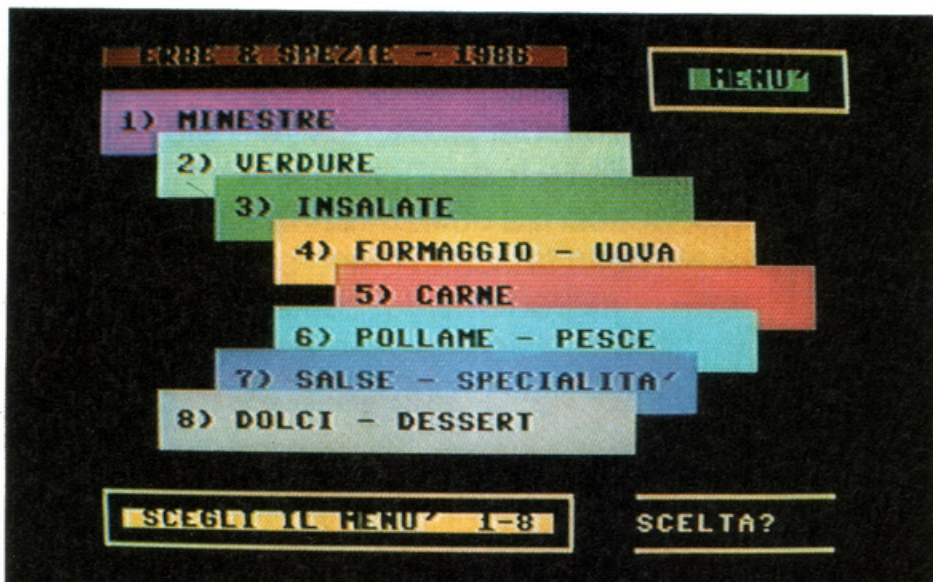 ERBE & SPEZIE - 1986
MENU'
1) MINESTRE
2) VERDURE
3) INSALATE
4) FORMAGGIO - UOVA
5) CARNE
6) POLLAME - PESCE
7) SALSE - SPECIALITA'
8) DOLCI - DESSERT
SCEGLI IL MENU' 1-8
SCELTA?